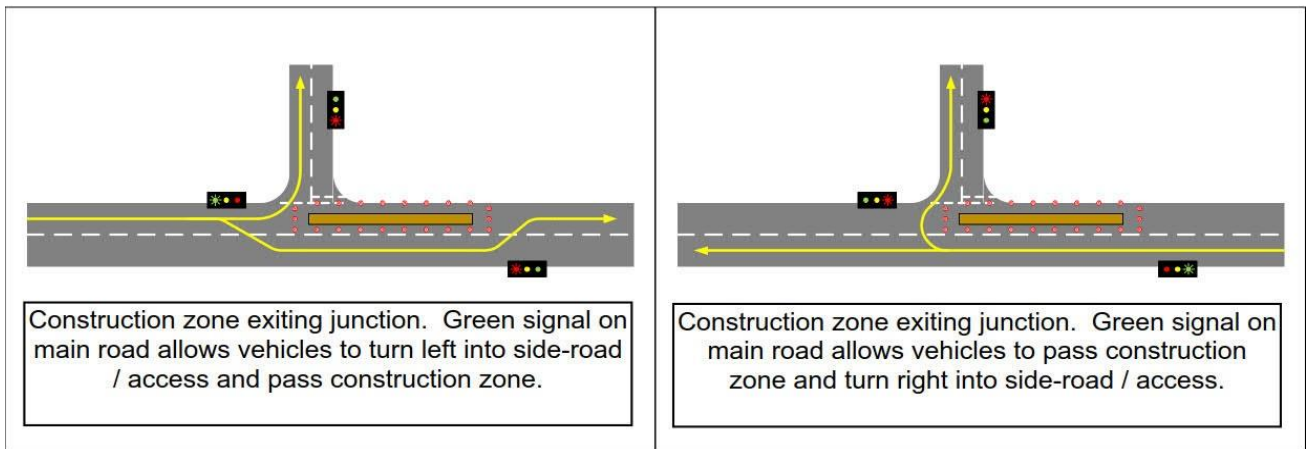 Construction zone exiting junction.  Green signal on
main road allows vehicles to turn left into side-road
/ access and pass construction zone.
Construction zone exiting junction.  Green signal on
main road allows vehicles to pass construction
zone and turn right into side-road / access.